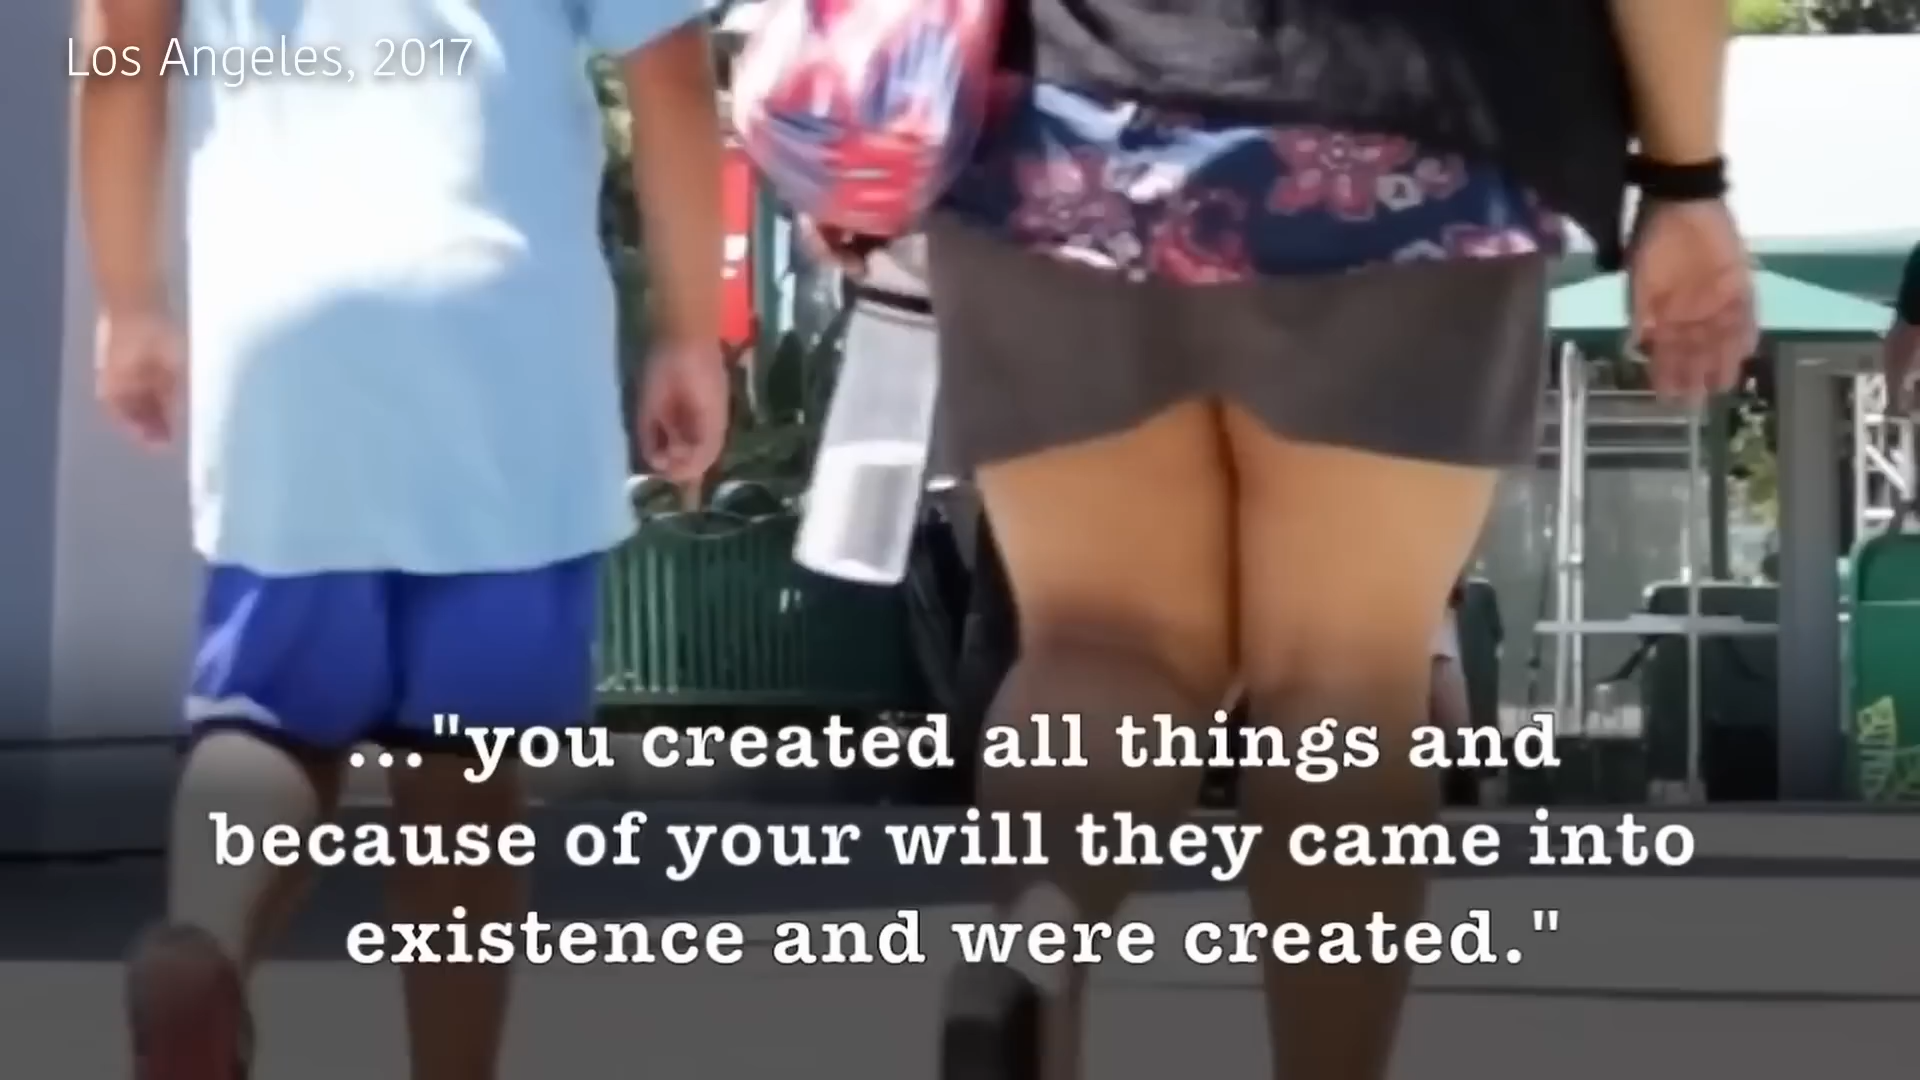 Los Angeles, 2017
..."you created all things and
because of your will they came into
existence and were created."